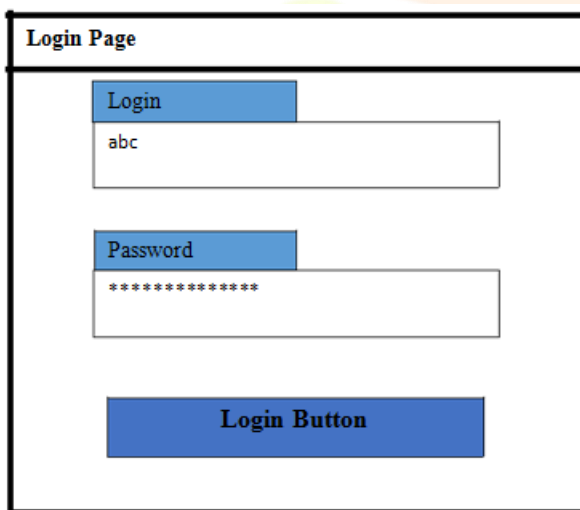 Login Page
Login
abc
Password
**************
Login Button